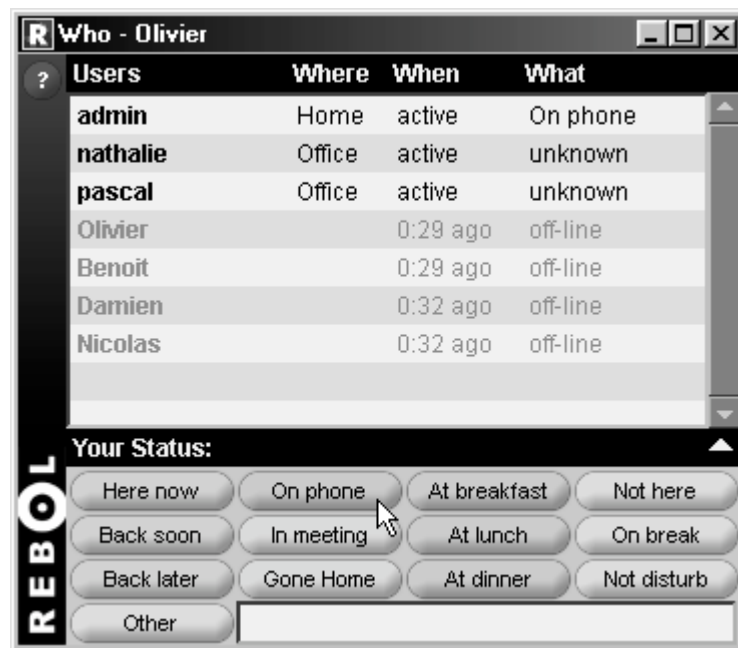 R Who - Olivier
? Users Where When What
admin Home active On phone
nathalie Office active unknown
pascal Office active unknown
Olivier 0:29 ago off-line
Benoit 0:29 ago off-line
Damien 0:32 ago off-line
Nicolas 0:32 ago off-line
Your Status:
Here now On phone At breakfast Not here
Back soon In meeting At lunch On break
Back later Gone Home At dinner Not disturb
Other
REBOL